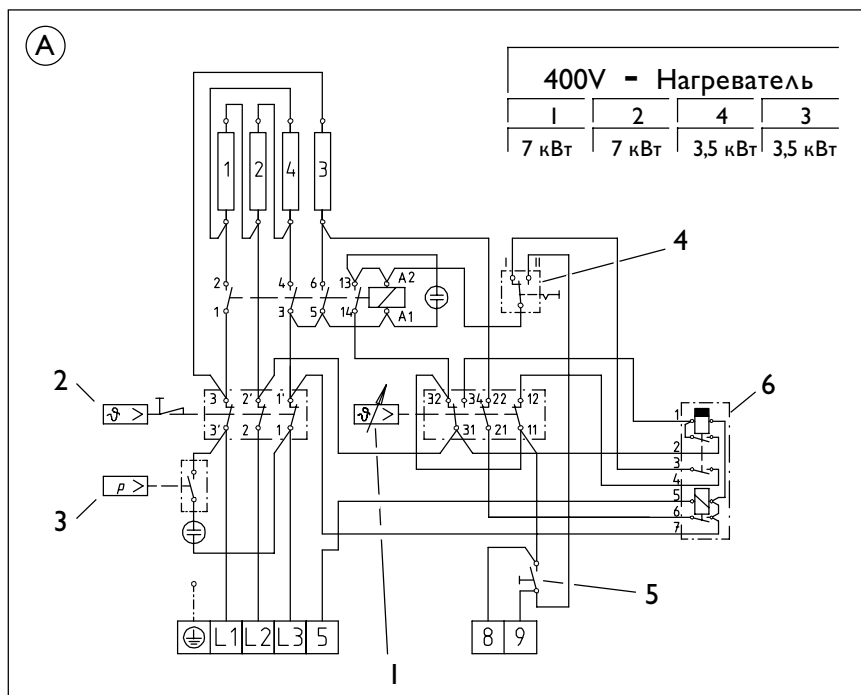 A
400V - Нагреватель
1 2 4 3
7 кВт 7 кВт 3,5 кВт 3,5 кВт
1 2 4 3
4
I II
2 4 6 13 A2
1 3 5 14 A1
2
ϑ >
3 2' 1'
3' 2 1
ϑ >
32 34 22 12
31 21 11
6
1
2
3
4
5
6
7
3
p >
5
1
L1 L2 L3 5 8 9